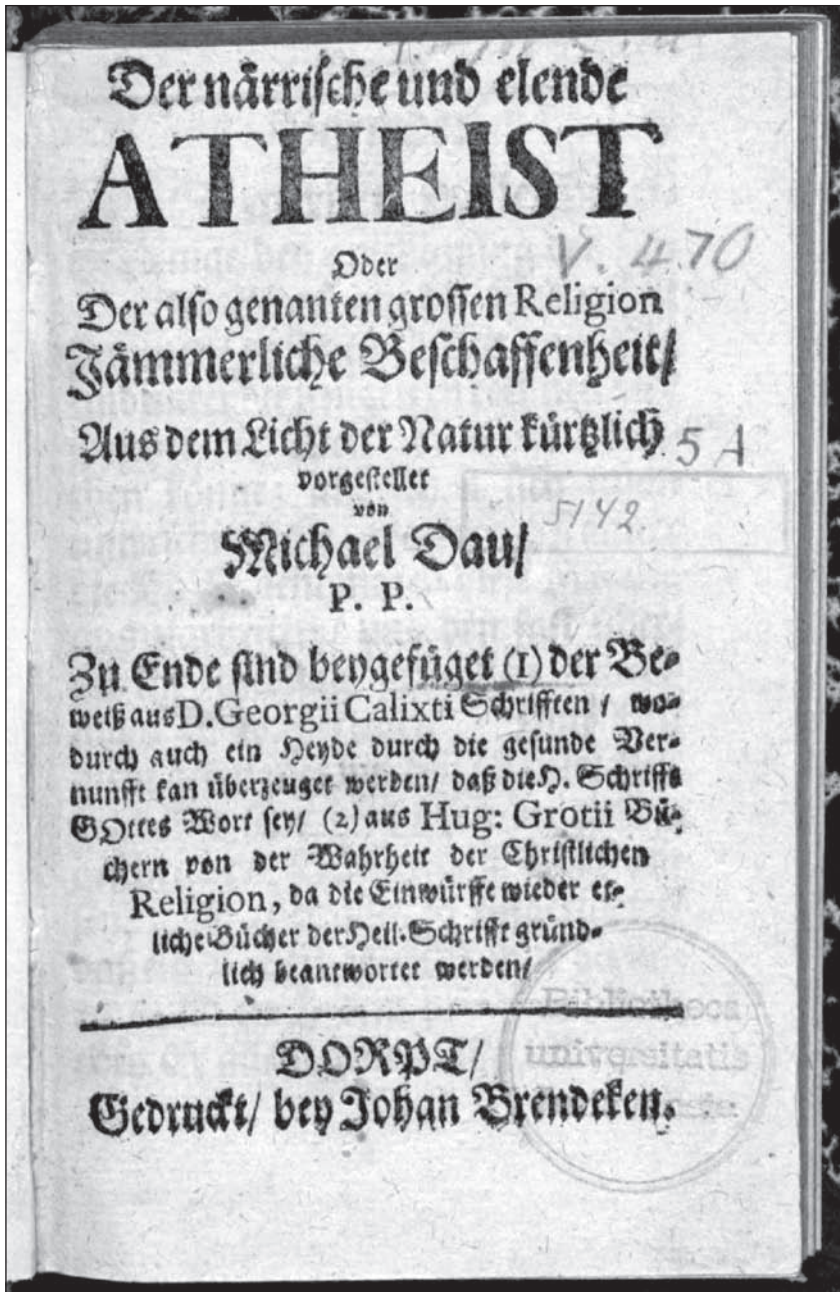 Der närrische und elende
ATHEIST
V. 470
Oder
Der also genanten grossen Religion
Jämmerliche Beschaffenheit/
Aus dem Licht der Natur kürtzlich
5A
vorgestellet
von
5142
Michael Dau/
P. P.
Zu Ende sind beygefüget (1) der Be-
weiß aus D. Georgii Calixti Schrifften / wo-
durch auch ein Heyde durch die gesunde Ver-
nunfft kan überzeuget werden/ daß die H. Schrifft
GOttes Wort sey/ (2) aus Hug: Grotii Bü-
chern von der Wahrheit der Christlichen
Religion, da die Einwürffe wieder et-
liche Bücher der Heil. Schrifft gründ-
lich beantwortet werden/
Bibliotheca
universitatis
DORPT/
Gedruckt/ bey Johan Brendeken.